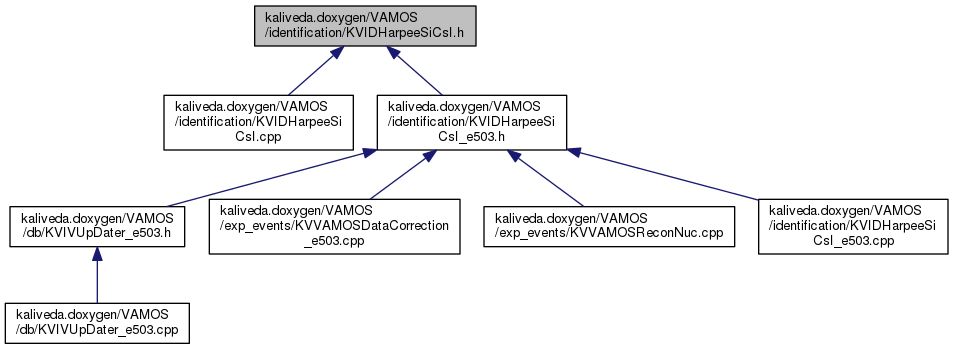 kaliveda.doxygen/VAMOS
/identification/KVIDHarpeeSiCsI.h
kaliveda.doxygen/VAMOS
/identification/KVIDHarpeeSi
CsI.cpp
kaliveda.doxygen/VAMOS
/identification/KVIDHarpeeSi
CsI_e503.h
kaliveda.doxygen/VAMOS
/db/KVIVUpDater_e503.h
kaliveda.doxygen/VAMOS
/exp_events/KVVAMOSDataCorrection
_e503.cpp
kaliveda.doxygen/VAMOS
/exp_events/KVVAMOSReconNuc.cpp
kaliveda.doxygen/VAMOS
/identification/KVIDHarpeeSi
CsI_e503.cpp
kaliveda.doxygen/VAMOS
/db/KVIVUpDater_e503.cpp